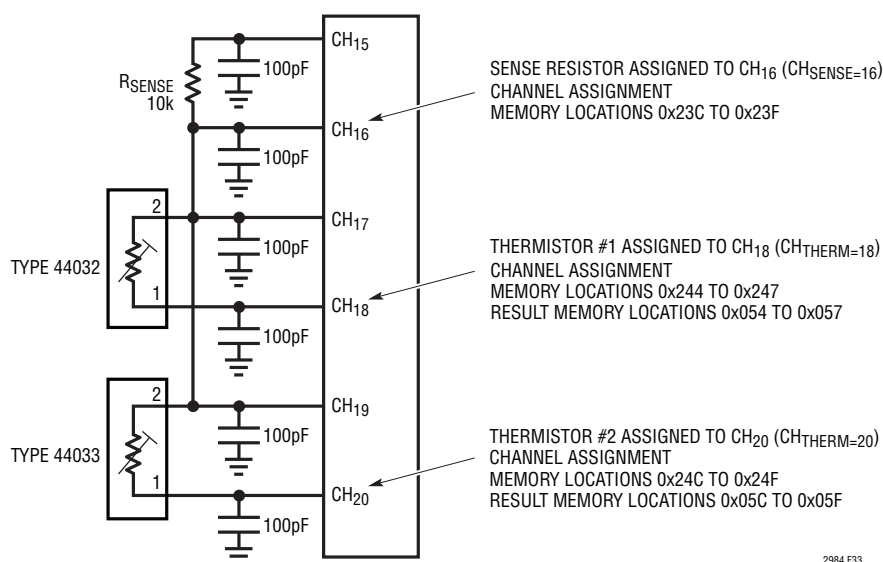 CH15
100pF
RSENSE
10k
CH16
100pF
SENSE RESISTOR ASSIGNED TO CH16 (CHSENSE=16)
CHANNEL ASSIGNMENT
MEMORY LOCATIONS 0x23C TO 0x23F
TYPE 44032
2
1
CH17
100pF
CH18
100pF
THERMISTOR #1 ASSIGNED TO CH18 (CHTHERM=18)
CHANNEL ASSIGNMENT
MEMORY LOCATIONS 0x244 TO 0x247
RESULT MEMORY LOCATIONS 0x054 TO 0x057
TYPE 44033
2
1
CH19
100pF
CH20
100pF
THERMISTOR #2 ASSIGNED TO CH20 (CHTHERM=20)
CHANNEL ASSIGNMENT
MEMORY LOCATIONS 0x24C TO 0x24F
RESULT MEMORY LOCATIONS 0x05C TO 0x05F
2984 F33